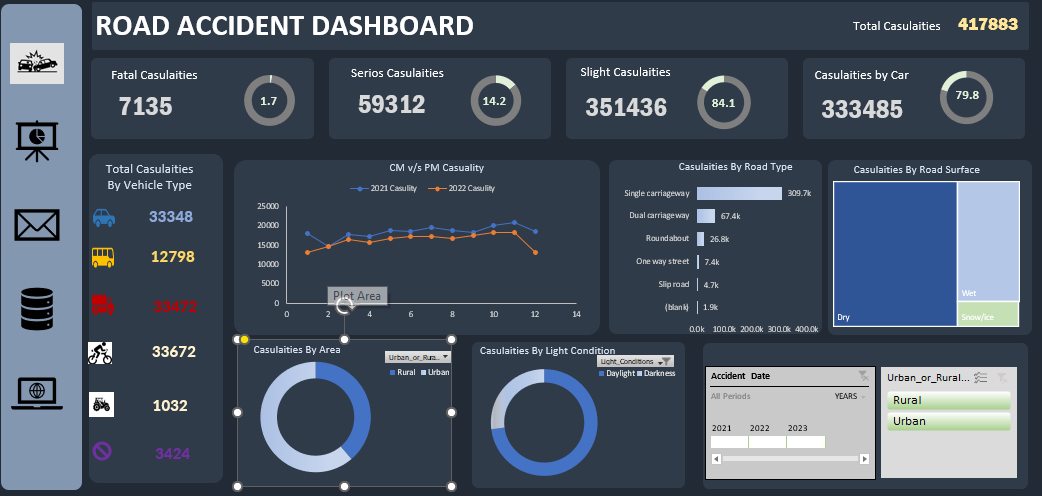 ROAD ACCIDENT DASHBOARD
Total Casulaities
417883
Fatal Casulaities
7135
1.7
Serios Casulaities
59312
14.2
Slight Casulaities
351436
84.1
Casulaities by Car
333485
79.8
Total Casulaities
By Vehicle Type
33348
12798
33472
33672
1032
3424
CM v/s PM Casuality
2021 Casulity
2022 Casulity
25000
20000
15000
10000
5000
0
0 2 4 6 8 10 12 14
Plot Area
Casulaities By Road Type
Single carriageway 309.7k
Dual carriageway 67.4k
Roundabout 26.8k
One way street 7.4k
Slip road 4.7k
(blank) 1.9k
0.0k 100.0k 200.0k 300.0k 400.0k
Casulaities By Road Surface
Dry
Wet
Snow/ice
Casulaities By Area
Urban_or_Rura...
Rural Urban
Casulaities By Light Condition
Light_Conditions
Daylight Darkness
Accident Date
All Periods
YEARS
2021 2022 2023
Urban_or_Rural...
Rural
Urban